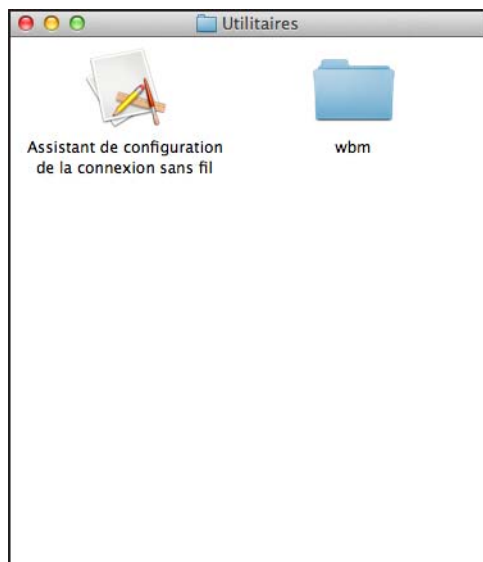 Utilitaires
Assistant de configuration
de la connexion sans fil
wbm